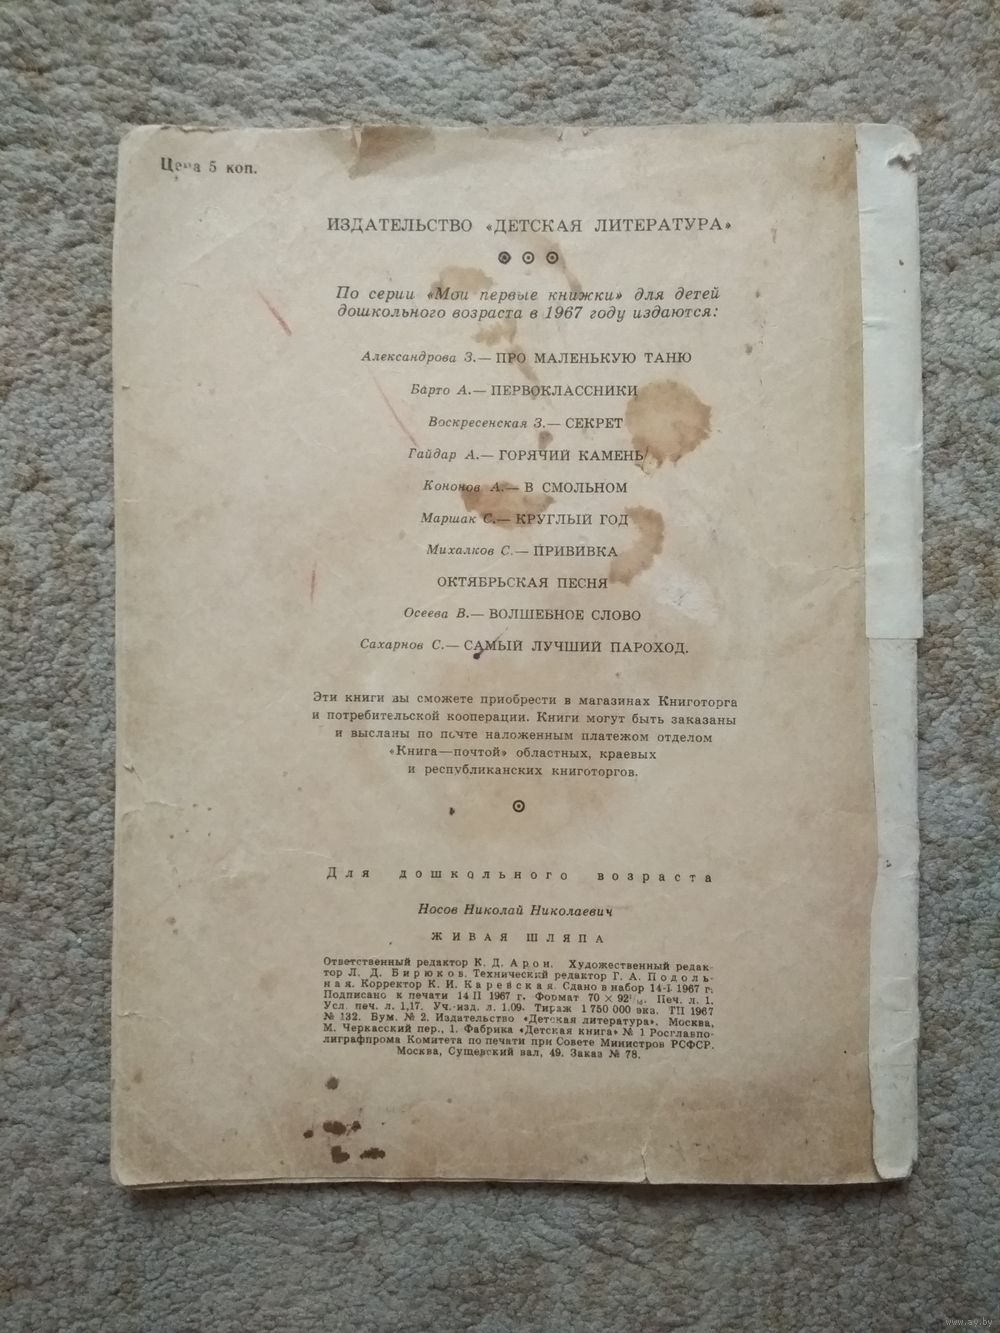 Цена 5 коп.
ИЗДАТЕЛЬСТВО «ДЕТСКАЯ ЛИТЕРАТУРА»
По серии «Мои первые книжки» для детей
дошкольного возраста в 1967 году издаются:
Александрова З.— ПРО МАЛЕНЬКУЮ ТАНЮ
Барто А.— ПЕРВОКЛАССНИКИ
Воскресенская З.— СЕКРЕТ
Гайдар А.— ГОРЯЧИЙ КАМЕНЬ
Кононов А.— В СМОЛЬНОМ
Маршак С.— КРУГЛЫЙ ГОД
Михалков С.— ПРИВИВКА
ОКТЯБРЬСКАЯ ПЕСНЯ
Осеева В.— ВОЛШЕБНОЕ СЛОВО
Сахарнов С.— САМЫЙ ЛУЧШИЙ ПАРОХОД.
Эти книги вы сможете приобрести в магазинах Книготорга
и потребительской кооперации. Книги могут быть заказаны
и высланы по почте наложенным платежом отделом
«Книга—почтой» областных, краевых
и республиканских книготоргов.
Для дошкольного возраста
Носов Николай Николаевич
ЖИВАЯ ШЛЯПА
Ответственный редактор К. Д. Арон. Художественный редак-
тор Л. Д. Бирюков. Технический редактор Г. А. Подоль-
ная. Корректор К. И. Карейская. Сдано в набор 14-I 1967 г.
Подписано к печати 14 II 1967 г. Формат 70 × 92¹/₁₆. Печ. л. 1.
Усл. печ. л. 1,17. Уч.-изд. л. 1.09. Тираж 1 750 000 экз. ТП 1967
№ 132. Бум. № 2. Издательство «Детская литература». Москва,
М. Черкасский пер., 1. Фабрика «Детская книга» № 1 Росглавпо-
лиграфпрома Комитета по печати при Совете Министров РСФСР.
Москва, Сущевский вал, 49. Заказ № 78.
www.ay.by